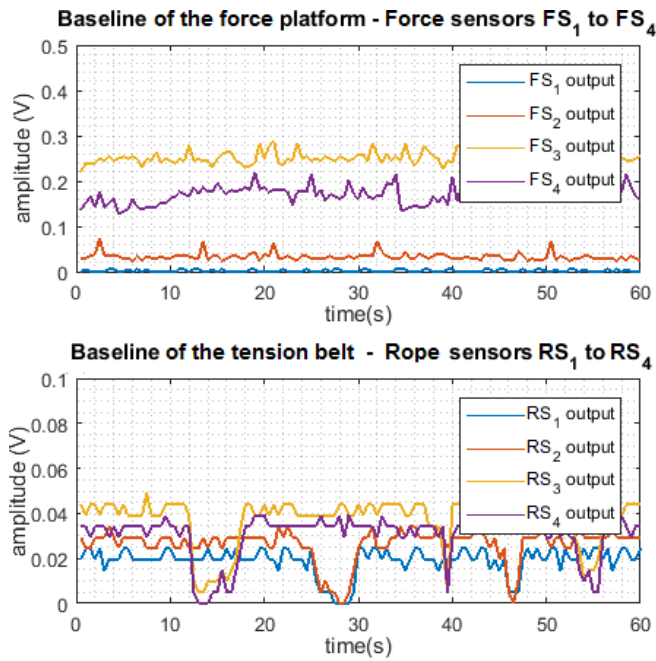 Baseline of the force platform - Force sensors FS₁ to FS₄
0.5
0.4
0.3
0.2
0.1
0
amplitude (V)
FS₁ output
FS₂ output
FS₃ output
FS₄ output
0 10 20 30 40 50 60
time(s)
Baseline of the tension belt - Rope sensors RS₁ to RS₄
0.1
0.08
0.06
0.04
0.02
0
amplitude (V)
RS₁ output
RS₂ output
RS₃ output
RS₄ output
0 10 20 30 40 50 60
time(s)